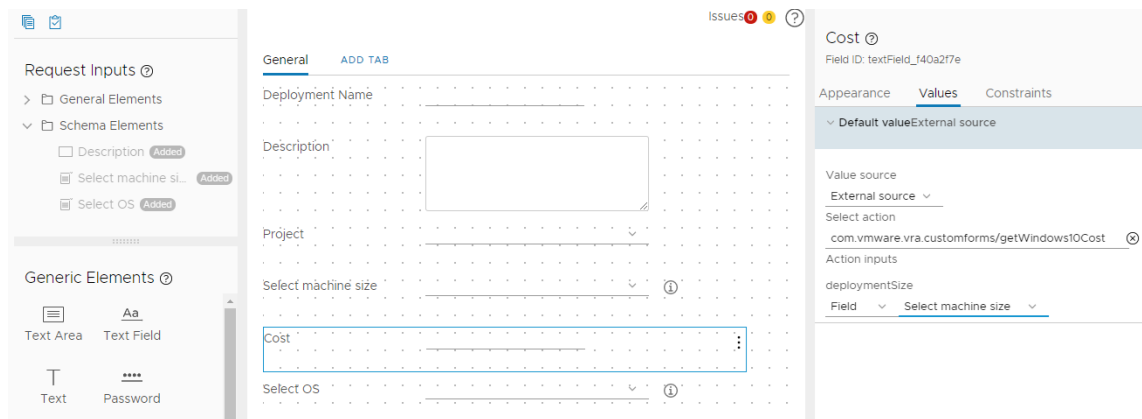 Issues 0 0
Request Inputs
General Elements
Schema Elements
Description Added
Select machine si... Added
Select OS Added
Generic Elements
Text Area
Aa
Text Field
T
Text
Password
General
ADD TAB
Deployment Name
Description
Project
Select machine size
Cost
Select OS
Cost
Field ID: textField_f40a2f7e
Appearance Values Constraints
Default valueExternal source
Value source
External source
Select action
com.vmware.vra.customforms/getWindows10Cost
Action inputs
deploymentSize
Field Select machine size